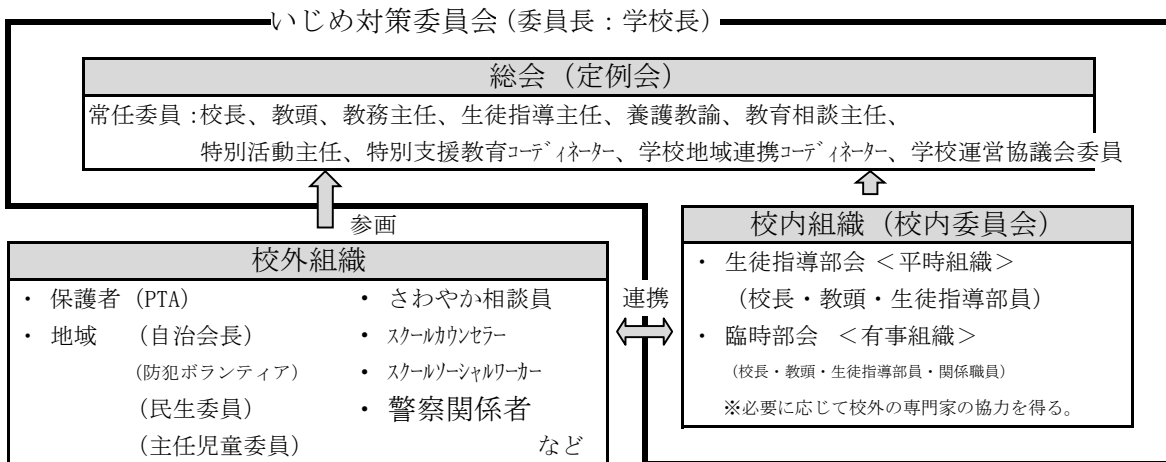 いじめ対策委員会（委員長：学校長）
総会（定例会）
常任委員：校長、教頭、教務主任、生徒指導主任、養護教諭、教育相談主任、
特別活動主任、特別支援教育ｺｰﾃﾞｨﾈｰﾀｰ、学校地域連携ｺｰﾃﾞｨﾈｰﾀｰ、学校運営協議会委員
参画
校外組織
・ 保護者（PTA）
・ 地域 （自治会長）
（防犯ボランティア）
（民生委員）
（主任児童委員）
・ さわやか相談員
・ ｽｸｰﾙｶｳﾝｾﾗｰ
・ ｽｸｰﾙｿｰｼｬﾙﾜｰｶｰ
・ 警察関係者
など
連携
校内組織（校内委員会）
・ 生徒指導部会 ＜平時組織＞
（校長・教頭・生徒指導部員）
・ 臨時部会 ＜有事組織＞
（校長・教頭・生徒指導部員・関係職員）
※必要に応じて校外の専門家の協力を得る。